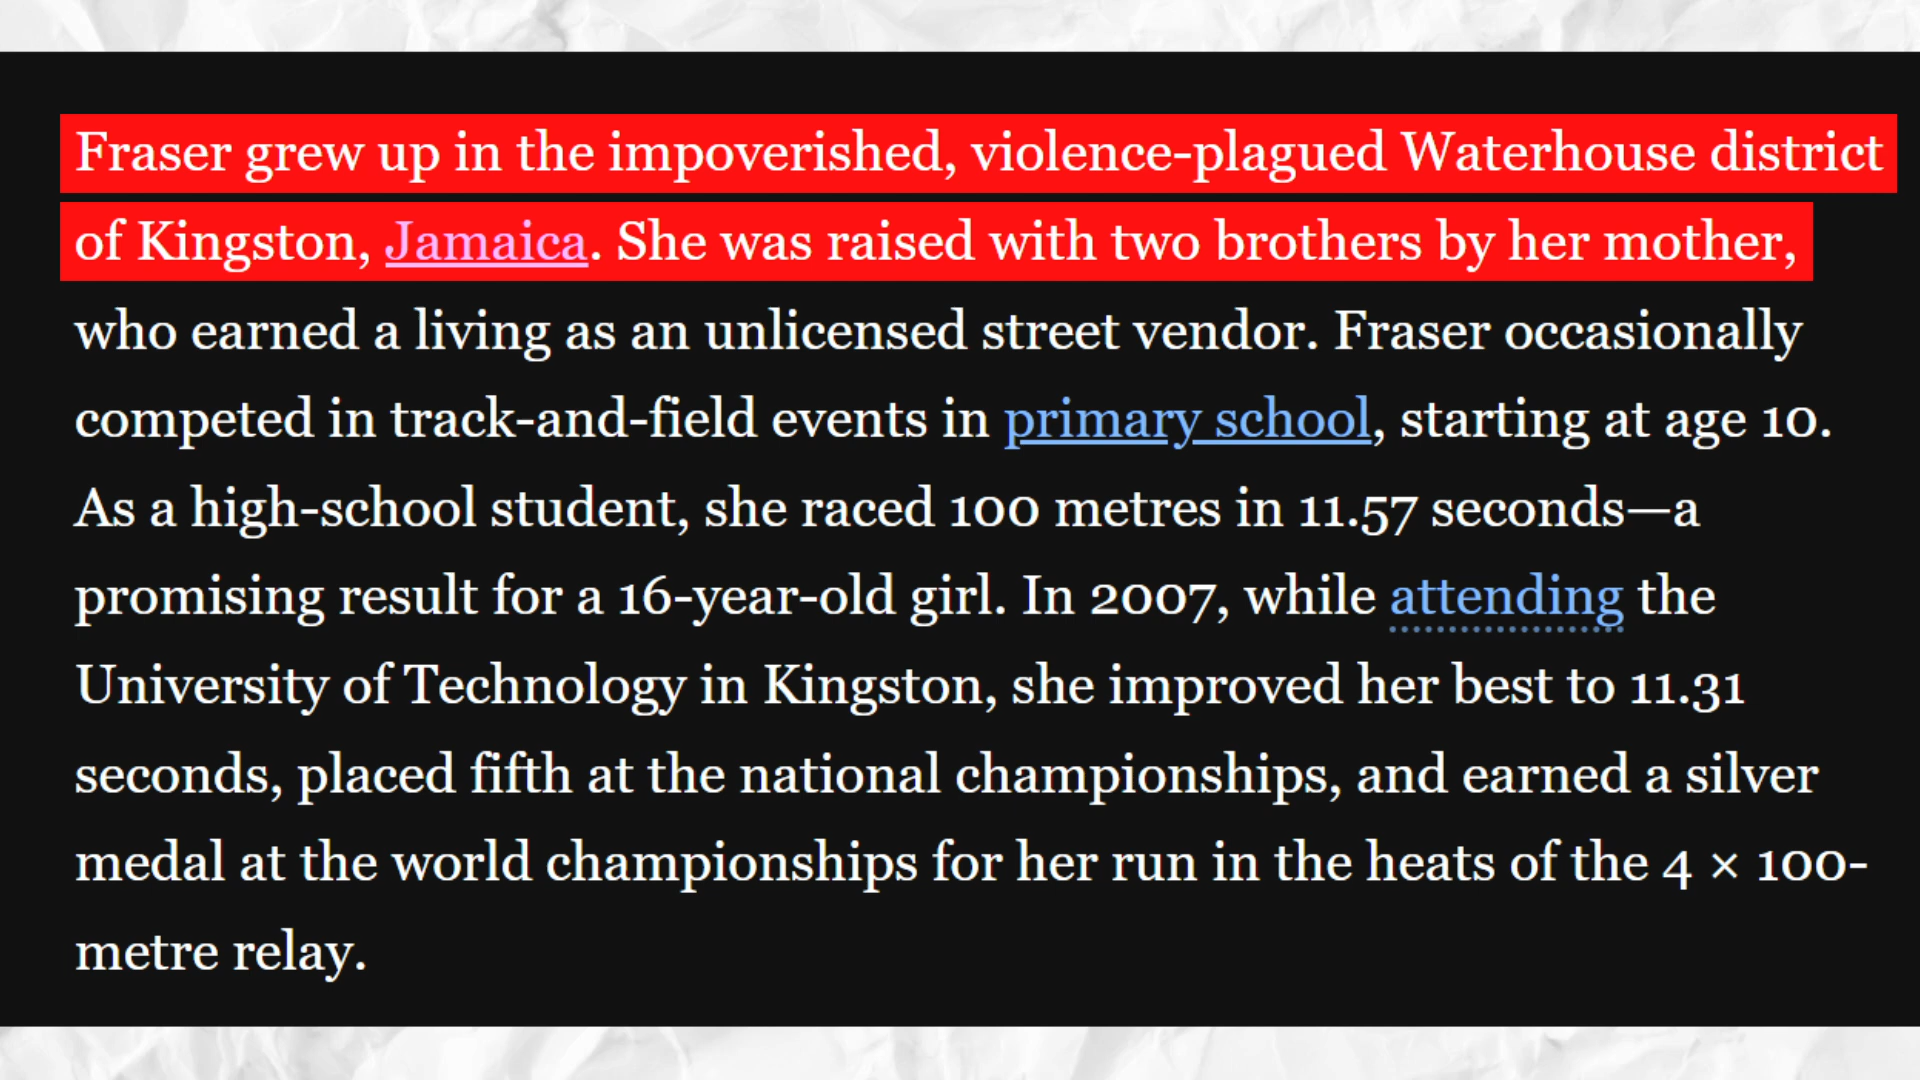 Fraser grew up in the impoverished, violence-plagued Waterhouse district
of Kingston, Jamaica. She was raised with two brothers by her mother,
who earned a living as an unlicensed street vendor. Fraser occasionally
competed in track-and-field events in primary school, starting at age 10.
As a high-school student, she raced 100 metres in 11.57 seconds—a
promising result for a 16-year-old girl. In 2007, while attending the
University of Technology in Kingston, she improved her best to 11.31
seconds, placed fifth at the national championships, and earned a silver
medal at the world championships for her run in the heats of the 4 × 100-
metre relay.